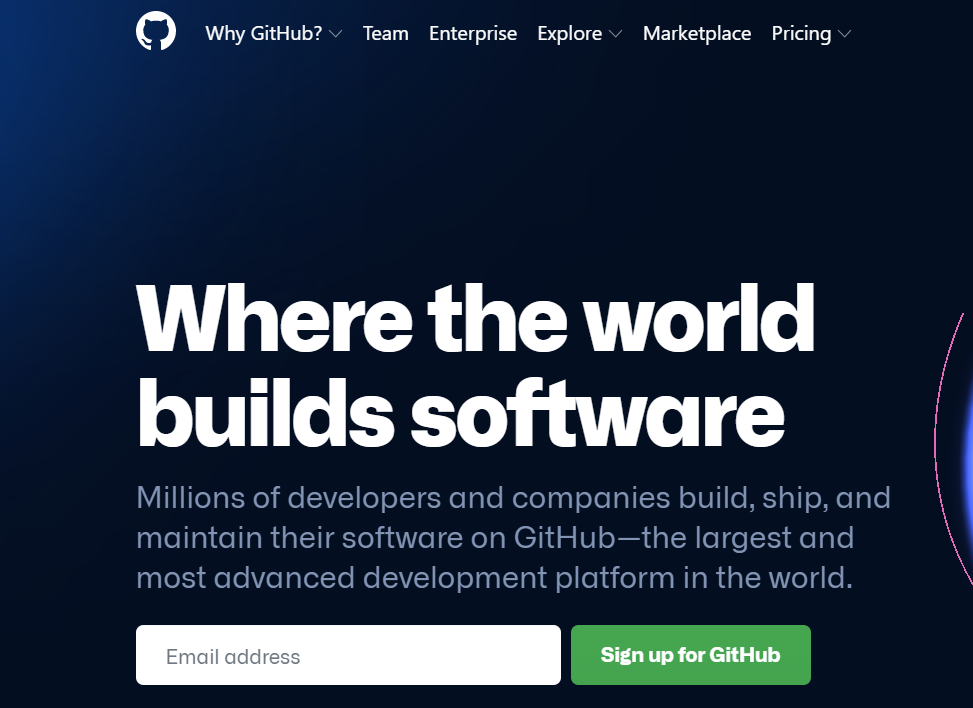 Why GitHub? Team Enterprise Explore Marketplace Pricing
Where the world
builds software
Millions of developers and companies build, ship, and
maintain their software on GitHub—the largest and
most advanced development platform in the world.
Email address Sign up for GitHub